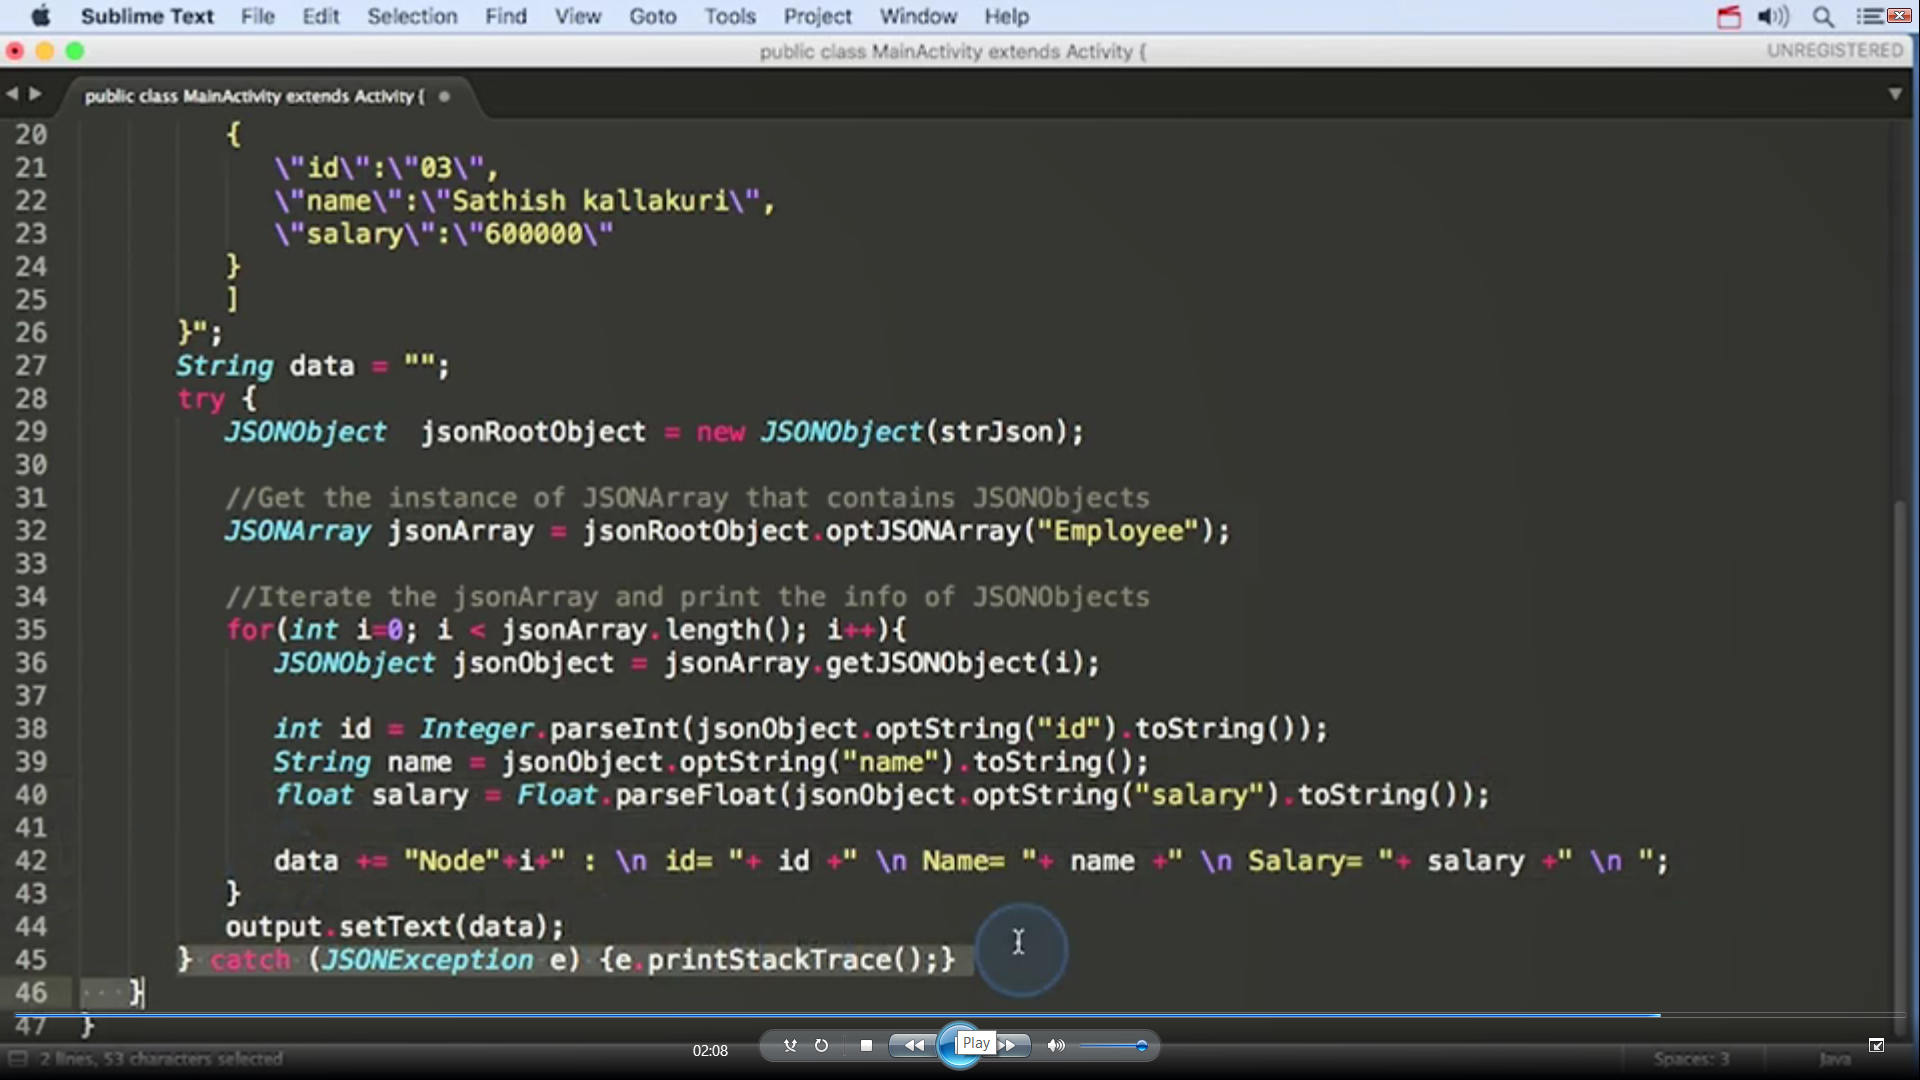 Sublime Text File Edit Selection Find View Goto Tools Project Window Help
public class MainActivity extends Activity {
UNREGISTERED
public class MainActivity extends Activity {
20 {
21 \"id\":\"03\",
22 \"name\":\"Sathish kallakuri\",
23 \"salary\":\"600000\"
24 }
25 ]
26 }";
27 String data = "";
28 try {
29 JSONObject jsonRootObject = new JSONObject(strJson);
30
31 //Get the instance of JSONArray that contains JSONObjects
32 JSONArray jsonArray = jsonRootObject.optJSONArray("Employee");
33
34 //Iterate the jsonArray and print the info of JSONObjects
35 for(int i=0; i < jsonArray.length(); i++){
36 JSONObject jsonObject = jsonArray.getJSONObject(i);
37
38 int id = Integer.parseInt(jsonObject.optString("id").toString());
39 String name = jsonObject.optString("name").toString();
40 float salary = Float.parseFloat(jsonObject.optString("salary").toString());
41
42 data += "Node"+i+" : \n id= "+ id +" \n Name= "+ name +" \n Salary= "+ salary +" \n ";
43 }
44 output.setText(data);
45 } catch (JSONException e) {e.printStackTrace();}
46 }
47 }
02:08
Play
2 lines, 53 characters selected
Spaces: 3
Java